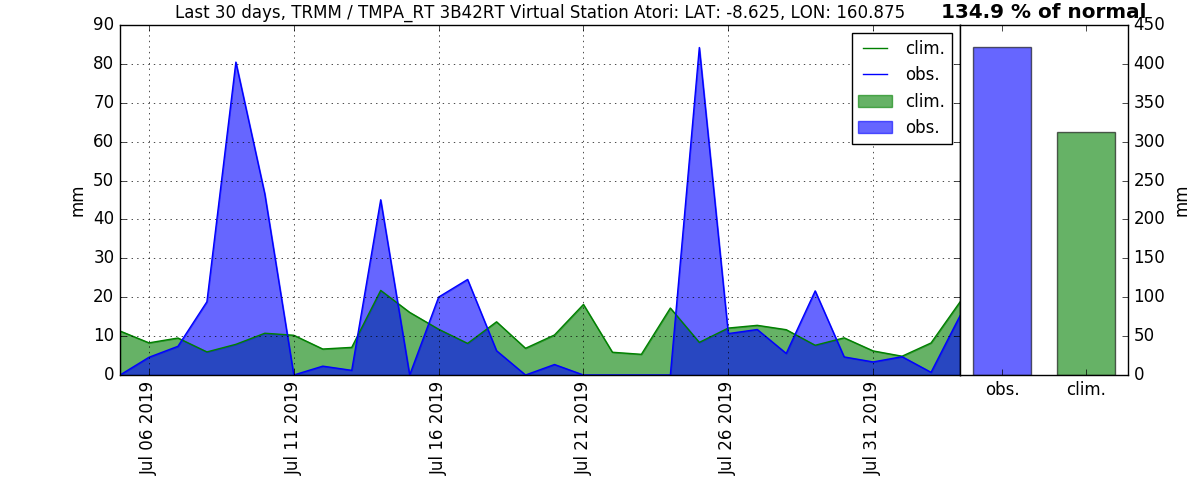 Last 30 days, TRMM / TMPA_RT 3B42RT Virtual Station Atori: LAT: -8.625, LON: 160.875
134.9 % of normal
90
80
70
60
50
40
30
20
10
0
mm
clim.
obs.
clim.
obs.
450
400
350
300
250
200
150
100
50
0
mm
obs.
clim.
Jul 06 2019
Jul 11 2019
Jul 16 2019
Jul 21 2019
Jul 26 2019
Jul 31 2019